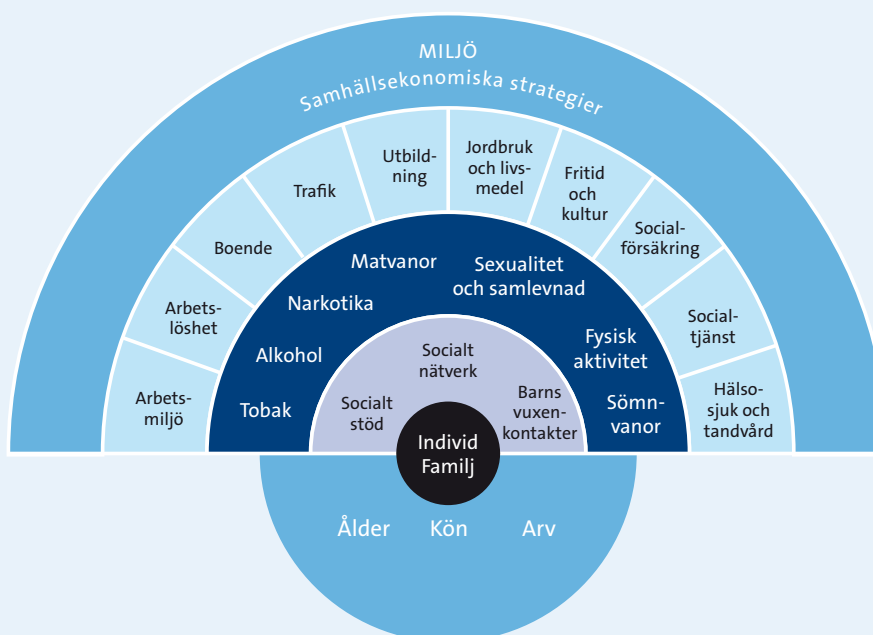 MILJÖ
Samhällsekonomiska strategier
Arbets-
miljö
Arbets-
löshet
Boende
Trafik
Utbild-
ning
Jordbruk
och livs-
medel
Fritid
och
kultur
Social-
försäkring
Social-
tjänst
Hälso-
sjuk och
tandvård
Tobak
Alkohol
Narkotika
Matvanor
Sexualitet
och samlevnad
Fysisk
aktivitet
Sömn-
vanor
Socialt
stöd
Socialt
nätverk
Barns
vuxen-
kontakter
Individ
Familj
Ålder Kön Arv